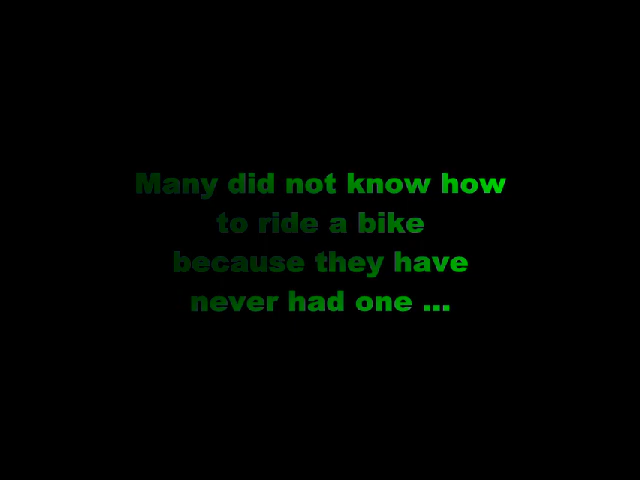 Many did not know how
to ride a bike
because they have
never had one ...